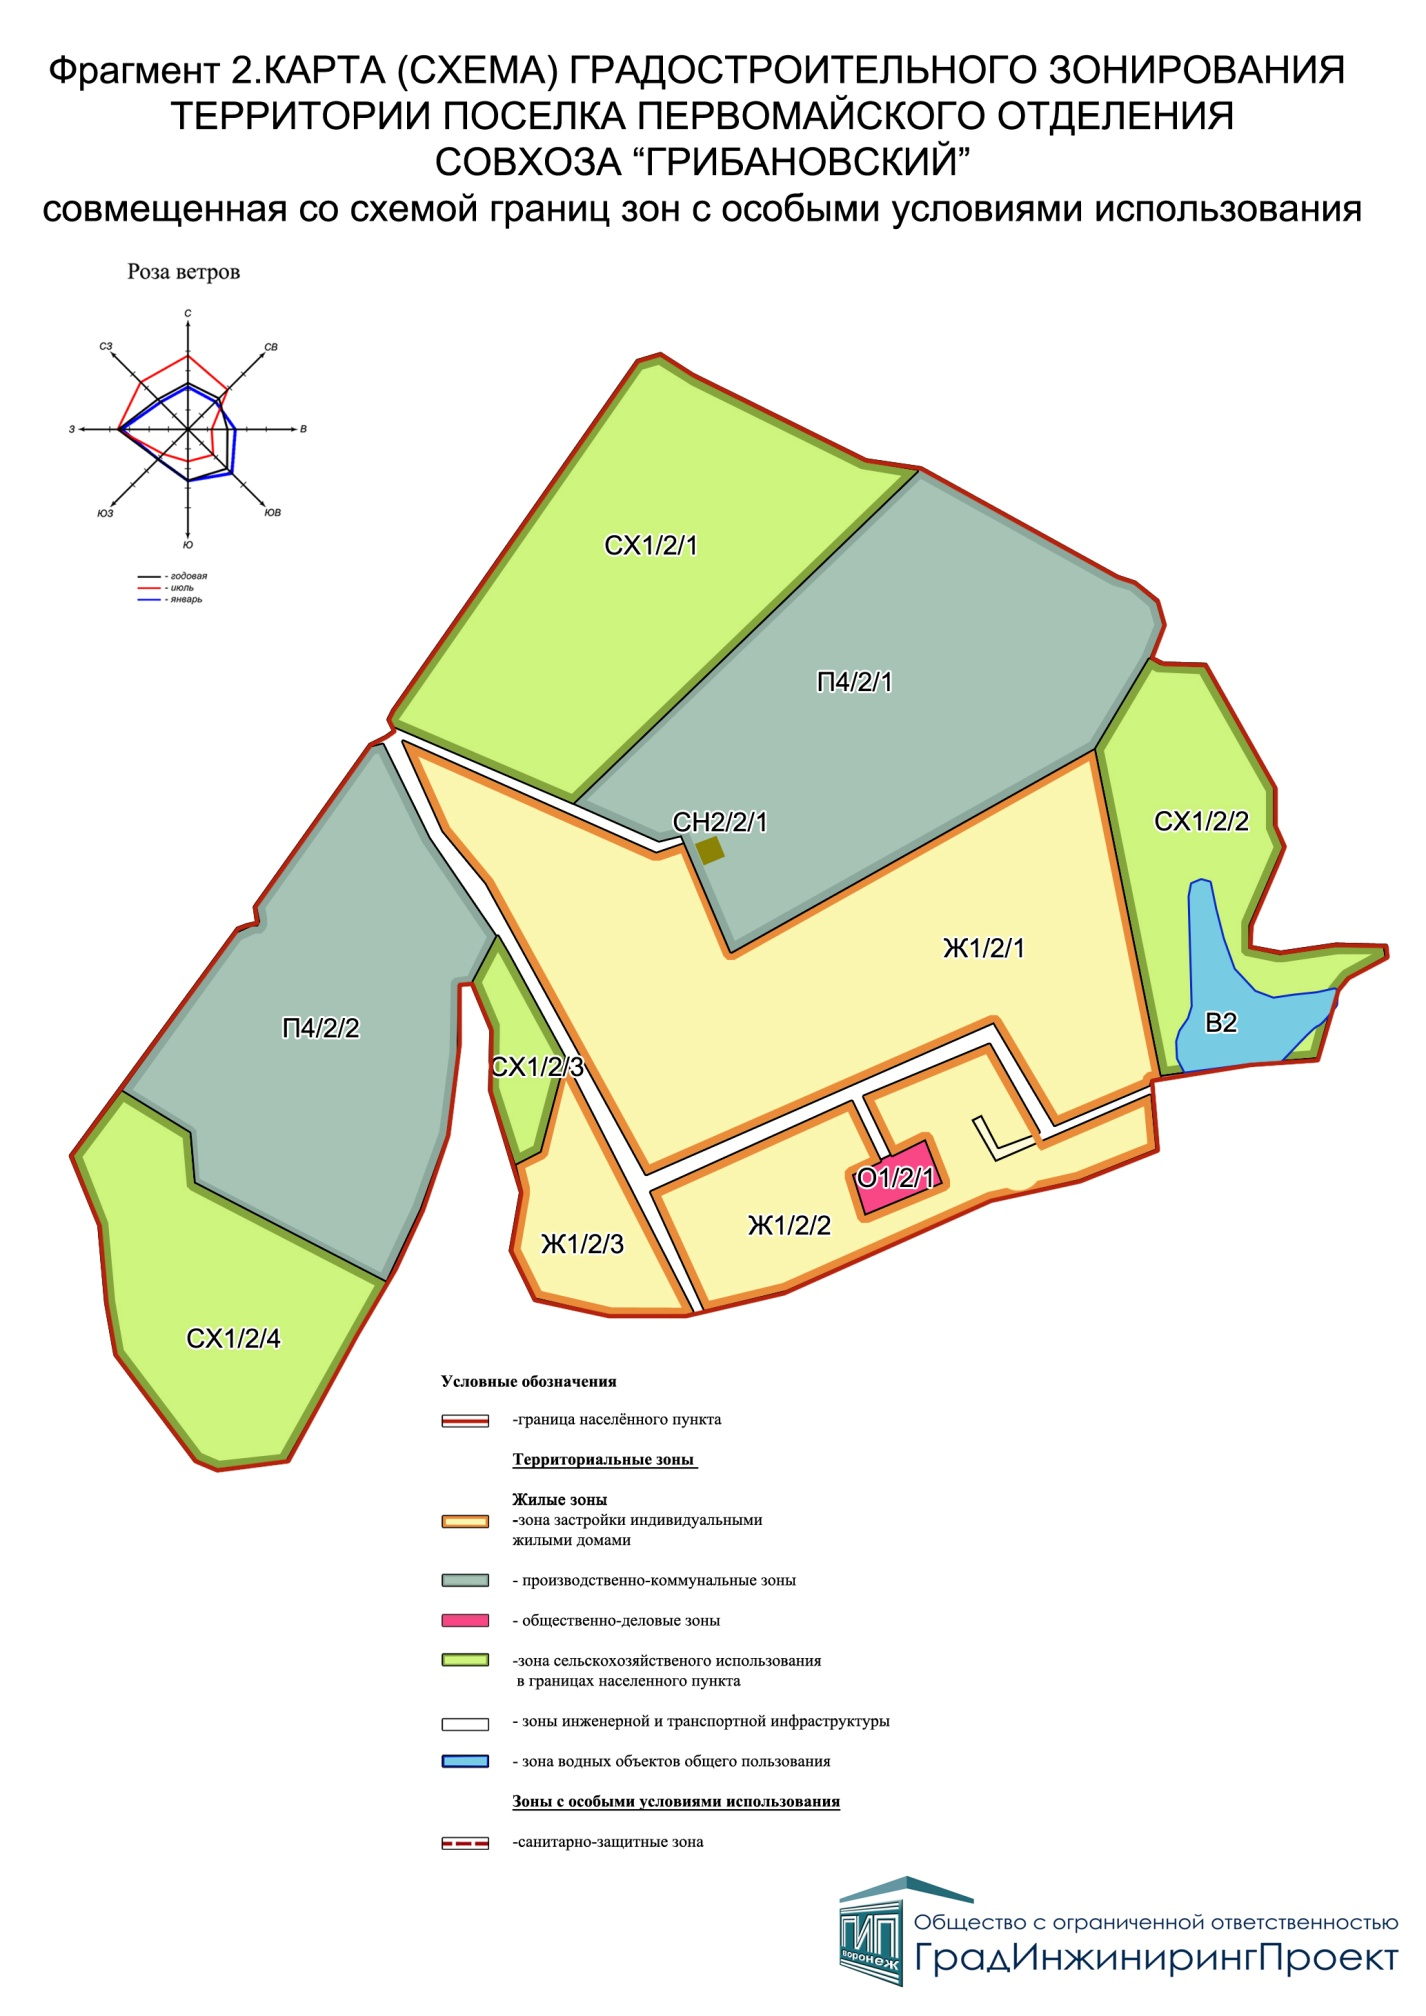 Фрагмент 2.КАРТА (СХЕМА) ГРАДОСТРОИТЕЛЬНОГО ЗОНИРОВАНИЯ
ТЕРРИТОРИИ ПОСЕЛКА ПЕРВОМАЙСКОГО ОТДЕЛЕНИЯ
СОВХОЗА “ГРИБАНОВСКИЙ”
совмещенная со схемой границ зон с особыми условиями использования
Роза ветров
С
СЗ
СВ
З
В
ЮЗ
ЮВ
Ю
- годовая
- июль
- январь
СХ1/2/1
П4/2/1
СН2/2/1
СХ1/2/2
Ж1/2/1
В2
П4/2/2
СХ1/2/3
О1/2/1
Ж1/2/2
Ж1/2/3
СХ1/2/4
Условные обозначения
-граница населённого пункта
Территориальные зоны
Жилые зоны
-зона застройки индивидуальными
жилыми домами
- производственно-коммунальные зоны
- общественно-деловые зоны
-зона сельскохозяйственого использования
в границах населенного пункта
- зоны инженерной и транспортной инфраструктуры
- зона водных объектов общего пользования
Зоны с особыми условиями использования
-санитарно-защитные зона
ГИП
воронеж
Общество с ограниченной ответственностью
ГрадИнжинирингПроект